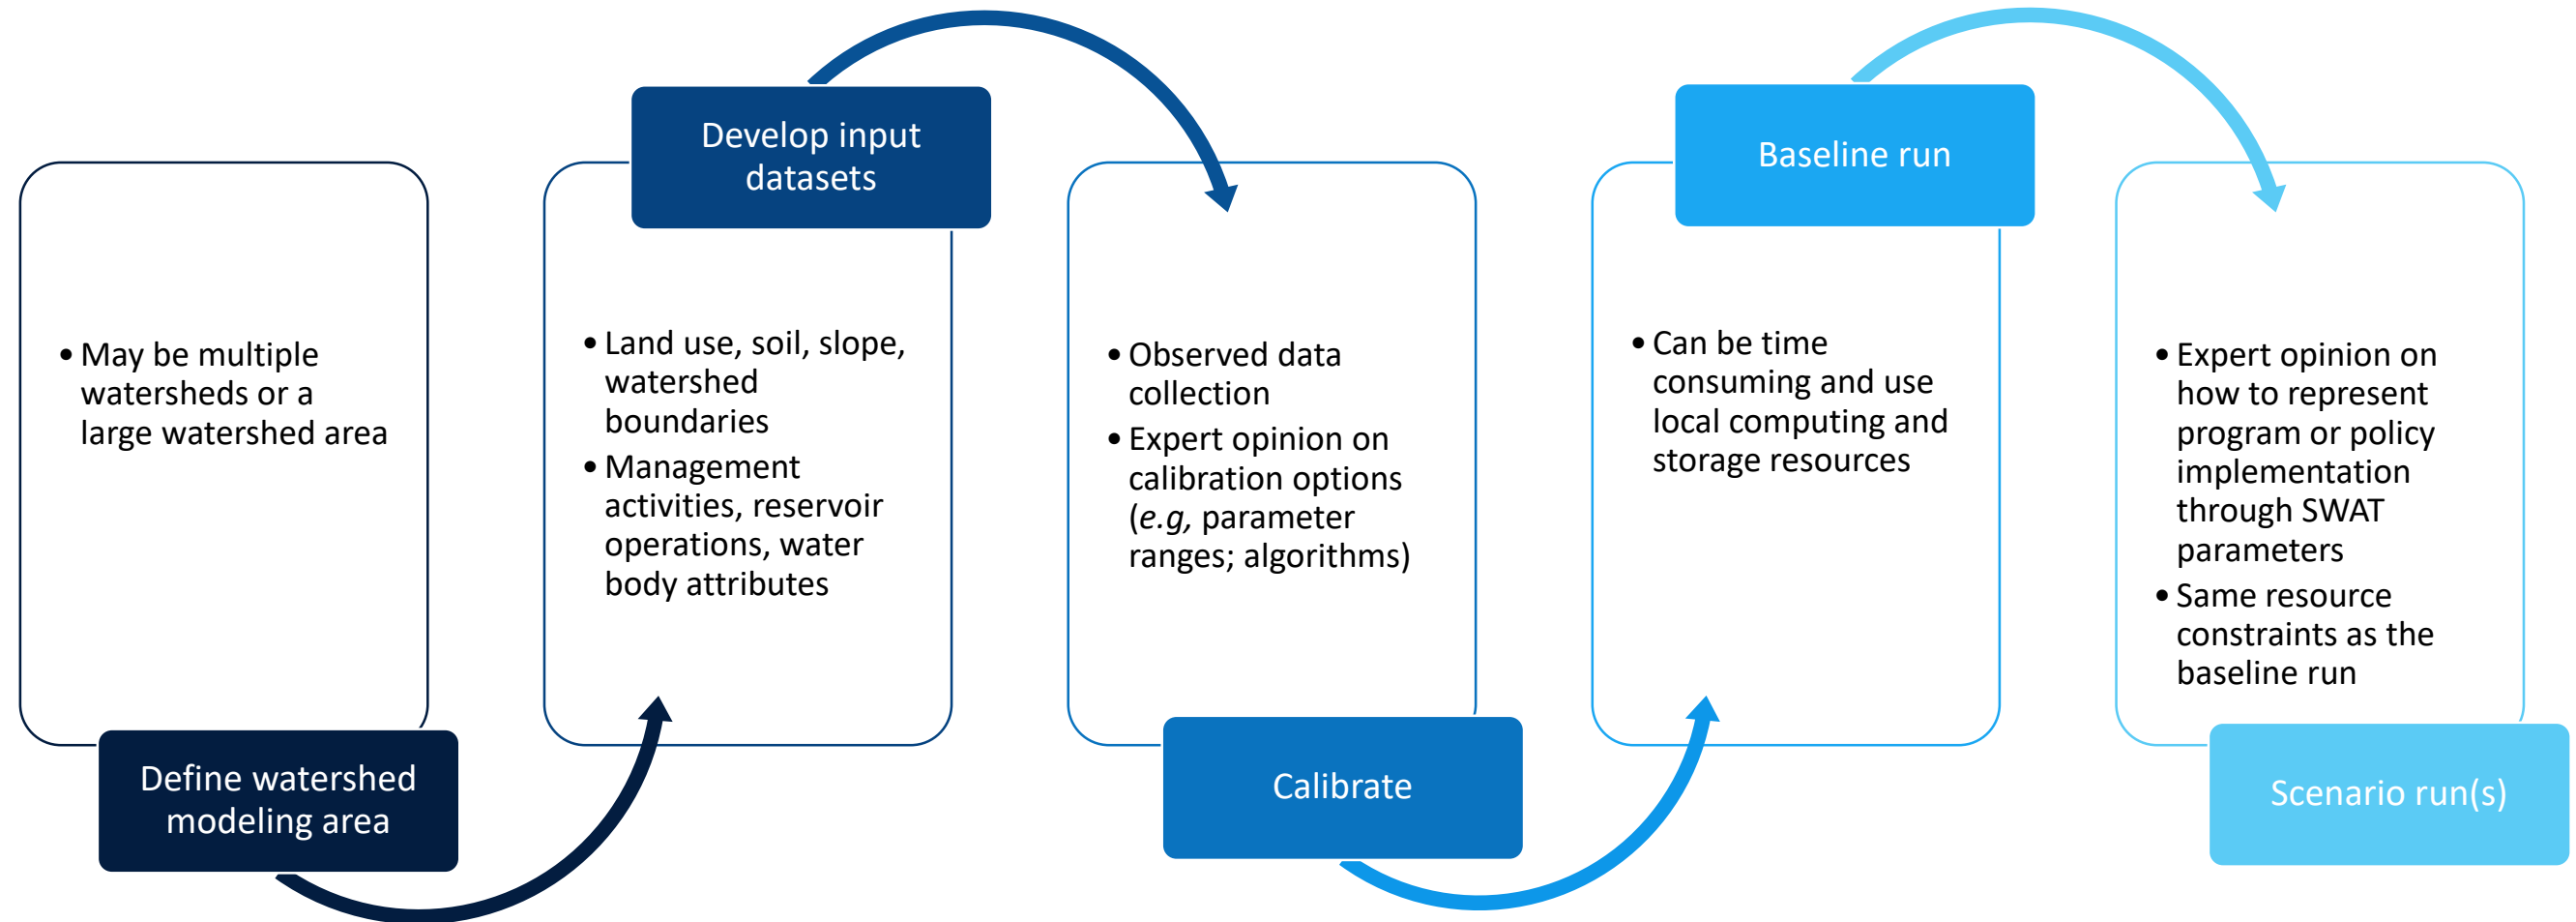 Define watershed
modeling area
• May be multiple
watersheds or a
large watershed area
Develop input
datasets
• Land use, soil, slope,
watershed
boundaries
• Management
activities, reservoir
operations, water
body attributes
Calibrate
• Observed data
collection
• Expert opinion on
calibration options
(e.g, parameter
ranges; algorithms)
Baseline run
• Can be time
consuming and use
local computing and
storage resources
Scenario run(s)
• Expert opinion on
how to represent
program or policy
implementation
through SWAT
parameters
• Same resource
constraints as the
baseline run